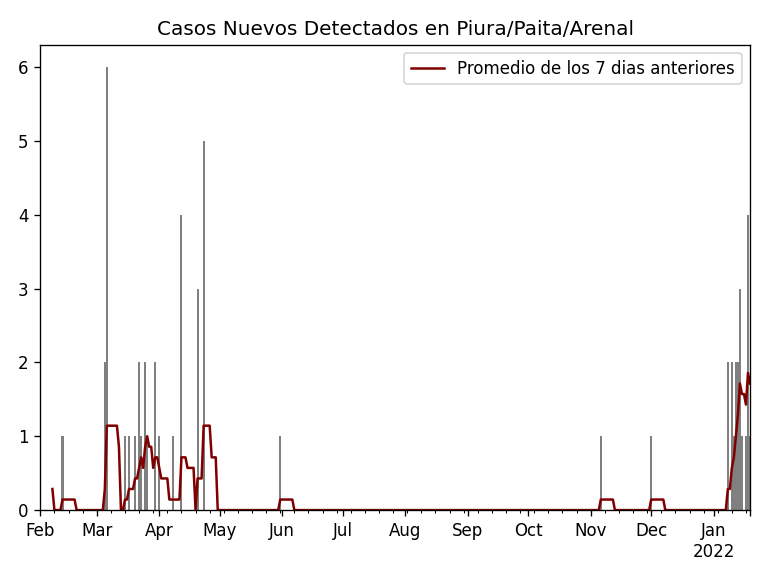 Casos Nuevos Detectados en Piura/Paita/Arenal
Promedio de los 7 dias anteriores
6
5
4
3
2
1
0
Feb Mar Apr May Jun Jul Aug Sep Oct Nov Dec Jan
2022